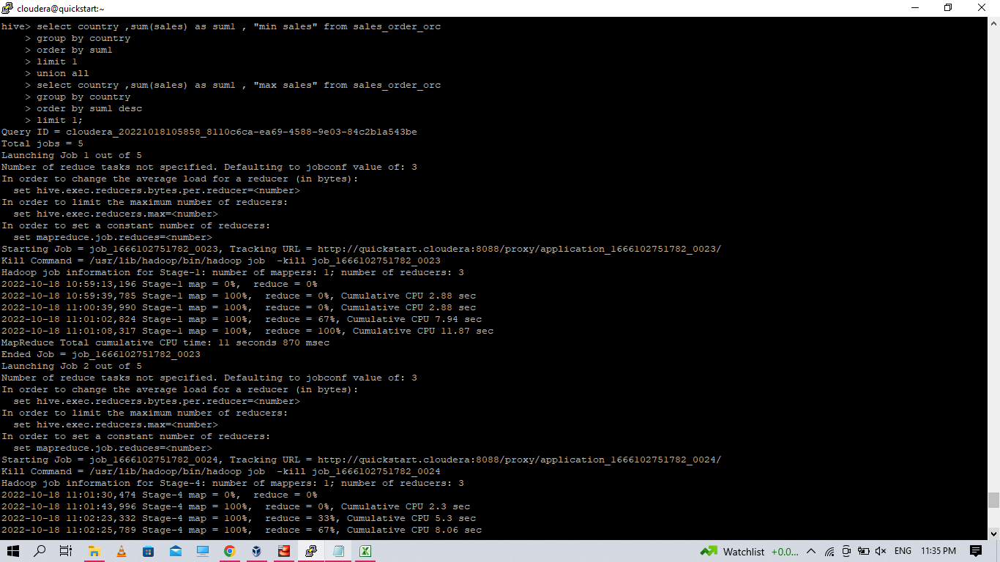 cloudera@quickstart:~
hive> select country ,sum(sales) as sum1 , "min sales" from sales_order_orc
    > group by country
    > order by sum1
    > limit 1
    > union all
    > select country ,sum(sales) as sum1 , "max sales" from sales_order_orc
    > group by country
    > order by sum1 desc
    > limit 1;
Query ID = cloudera_20221018105858_8110c6ca-ea69-4588-9e03-84c2b1a543be
Total jobs = 5
Launching Job 1 out of 5
Number of reduce tasks not specified. Defaulting to jobconf value of: 3
In order to change the average load for a reducer (in bytes):
  set hive.exec.reducers.bytes.per.reducer=<number>
In order to limit the maximum number of reducers:
  set hive.exec.reducers.max=<number>
In order to set a constant number of reducers:
  set mapreduce.job.reduces=<number>
Starting Job = job_1666102751782_0023, Tracking URL = http://quickstart.cloudera:8088/proxy/application_1666102751782_0023/
Kill Command = /usr/lib/hadoop/bin/hadoop job  -kill job_1666102751782_0023
Hadoop job information for Stage-1: number of mappers: 1; number of reducers: 3
2022-10-18 10:59:13,196 Stage-1 map = 0%,  reduce = 0%
2022-10-18 10:59:39,785 Stage-1 map = 100%,  reduce = 0%, Cumulative CPU 2.88 sec
2022-10-18 11:00:39,990 Stage-1 map = 100%,  reduce = 0%, Cumulative CPU 2.88 sec
2022-10-18 11:01:02,824 Stage-1 map = 100%,  reduce = 67%, Cumulative CPU 7.94 sec
2022-10-18 11:01:08,317 Stage-1 map = 100%,  reduce = 100%, Cumulative CPU 11.87 sec
MapReduce Total cumulative CPU time: 11 seconds 870 msec
Ended Job = job_1666102751782_0023
Launching Job 2 out of 5
Number of reduce tasks not specified. Defaulting to jobconf value of: 3
In order to change the average load for a reducer (in bytes):
  set hive.exec.reducers.bytes.per.reducer=<number>
In order to limit the maximum number of reducers:
  set hive.exec.reducers.max=<number>
In order to set a constant number of reducers:
  set mapreduce.job.reduces=<number>
Starting Job = job_1666102751782_0024, Tracking URL = http://quickstart.cloudera:8088/proxy/application_1666102751782_0024/
Kill Command = /usr/lib/hadoop/bin/hadoop job  -kill job_1666102751782_0024
Hadoop job information for Stage-4: number of mappers: 1; number of reducers: 3
2022-10-18 11:01:30,474 Stage-4 map = 0%,  reduce = 0%
2022-10-18 11:01:43,996 Stage-4 map = 100%,  reduce = 0%, Cumulative CPU 2.3 sec
2022-10-18 11:02:23,332 Stage-4 map = 100%,  reduce = 33%, Cumulative CPU 5.3 sec
2022-10-18 11:02:25,789 Stage-4 map = 100%,  reduce = 67%, Cumulative CPU 8.06 sec
Watchlist +0.0... ENG 11:35 PM